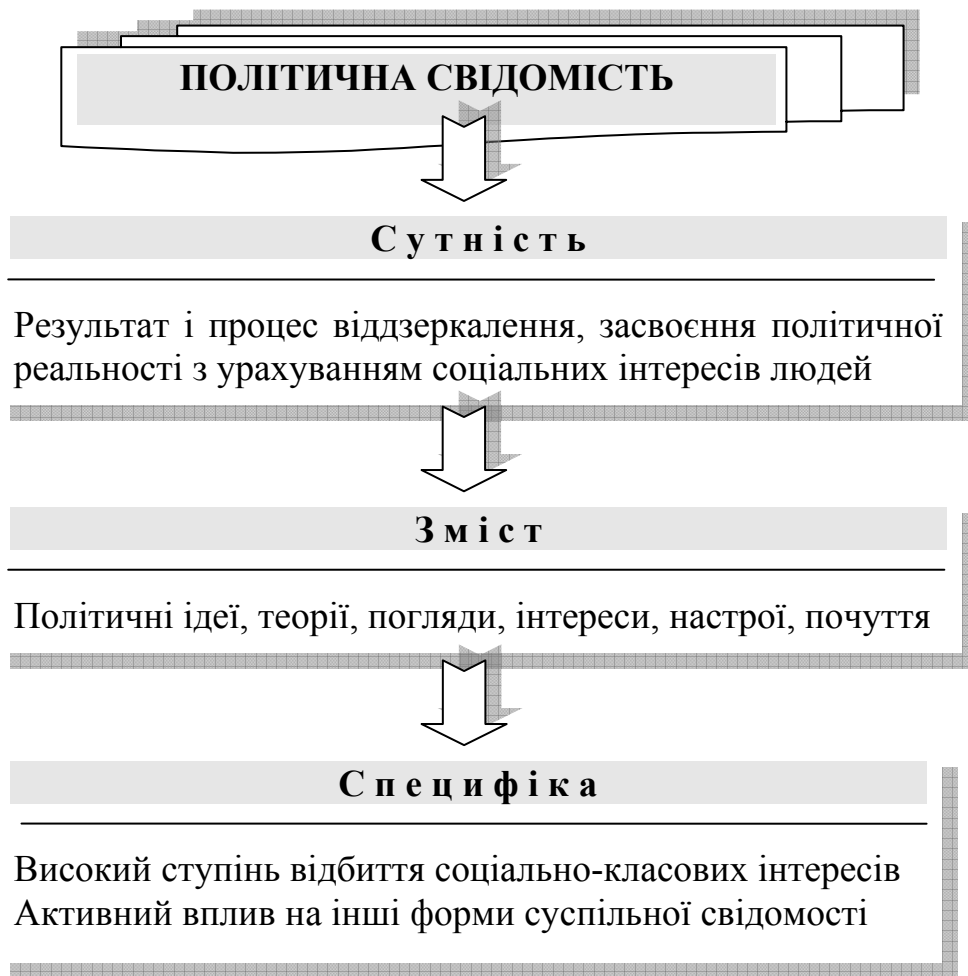 ПОЛІТИЧНА СВІДОМІСТЬ
С у т н і с т ь
Результат і процес віддзеркалення, засвоєння політичної
реальності з урахуванням соціальних інтересів людей
З м і с т
Політичні ідеї, теорії, погляди, інтереси, настрої, почуття
С п е ц и ф і к а
Високий ступінь відбиття соціально-класових інтересів
Активний вплив на інші форми суспільної свідомості